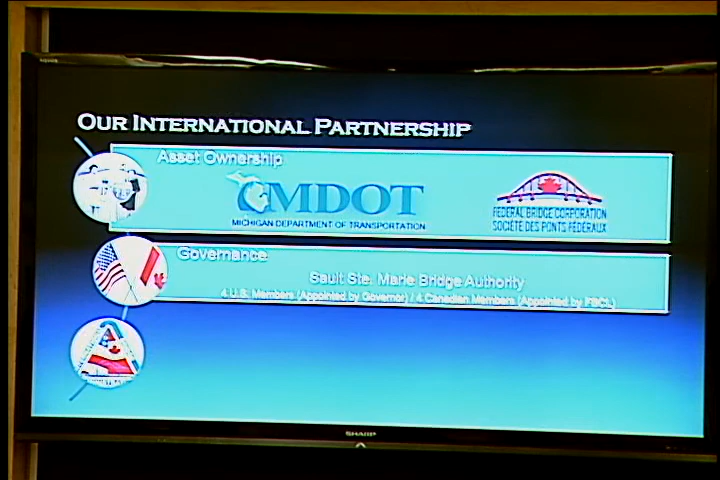 OUR INTERNATIONAL PARTNERSHIP
Asset Ownership
MDOT
MICHIGAN DEPARTMENT OF TRANSPORTATION
FEDERAL BRIDGE CORPORATION
SOCIÉTÉ DES PONTS FÉDÉRAUX
Governance
Sault Ste. Marie Bridge Authority
4 U.S. Members (Appointed by Governor) / 4 Canadian Members (Appointed by FBCL)
SHARP